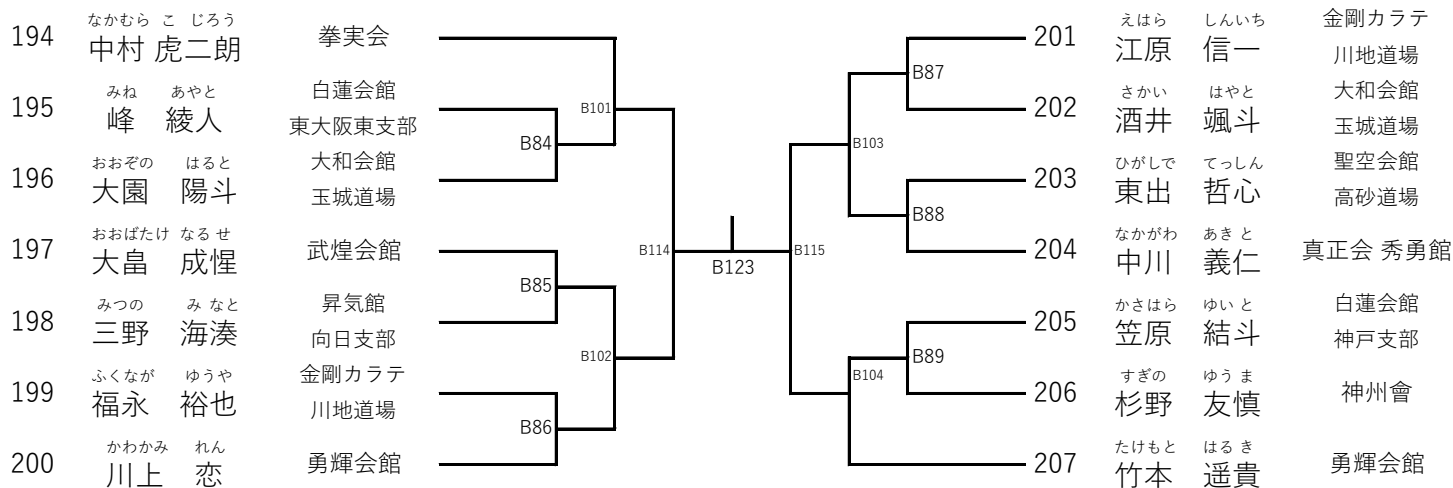 なかむら こ じろう
194 中村 虎二朗 拳実会
みね あやと
195 峰 綾人 白蓮会館 東大阪東支部
おおぞの はると
196 大園 陽斗 大和会館 玉城道場
おおばたけ なる せ
197 大畠 成惺 武煌会館
みつの み なと
198 三野 海湊 昇気館 向日支部
ふくなが ゆうや
199 福永 裕也 金剛カラテ 川地道場
かわかみ れん
200 川上 恋 勇輝会館
B101
B84
B114
B85
B102
B86
B123
B87
B103
B88
B115
B89
B104
えはら しんいち
201 江原 信一 金剛カラテ 川地道場
さかい はやと
202 酒井 颯斗 大和会館 玉城道場
ひがしで てっしん
203 東出 哲心 聖空会館 高砂道場
なかがわ あき と
204 中川 義仁 真正会 秀勇館
かさはら ゆい と
205 笠原 結斗 白蓮会館 神戸支部
すぎの ゆう ま
206 杉野 友慎 神州會
たけもと はる き
207 竹本 遥貴 勇輝会館